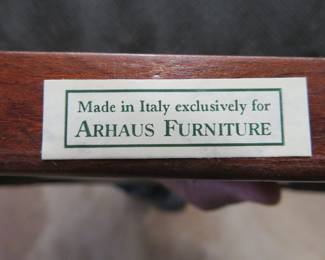 Made in Italy exclusively for
ARHAUS FURNITURE